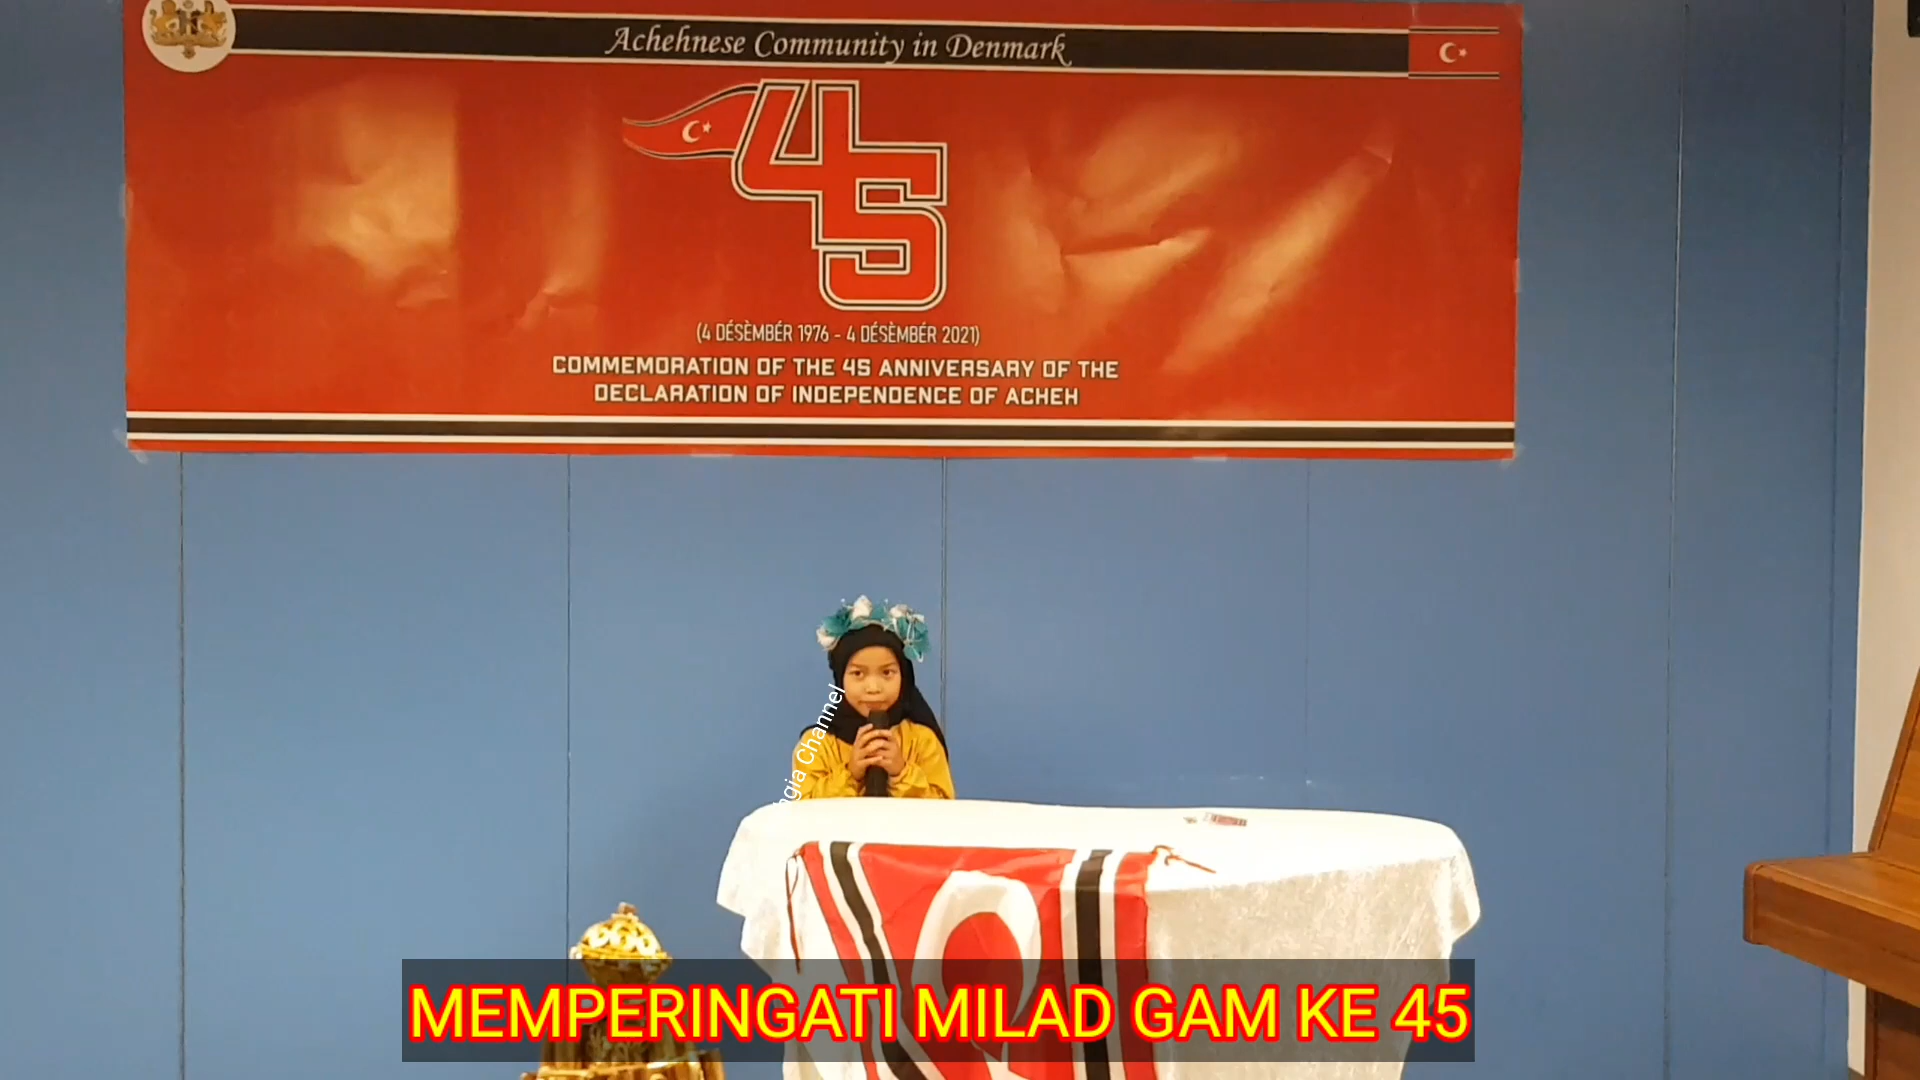 Achehnese Community in Denmark
45
(4 DÉSÈMBÉR 1976 - 4 DÉSÈMBÉR 2021)
COMMEMORATION OF THE 45 ANNIVERSARY OF THE
DECLARATION OF INDEPENDENCE OF ACHEH
Channel
MEMPERINGATI MILAD GAM KE 45